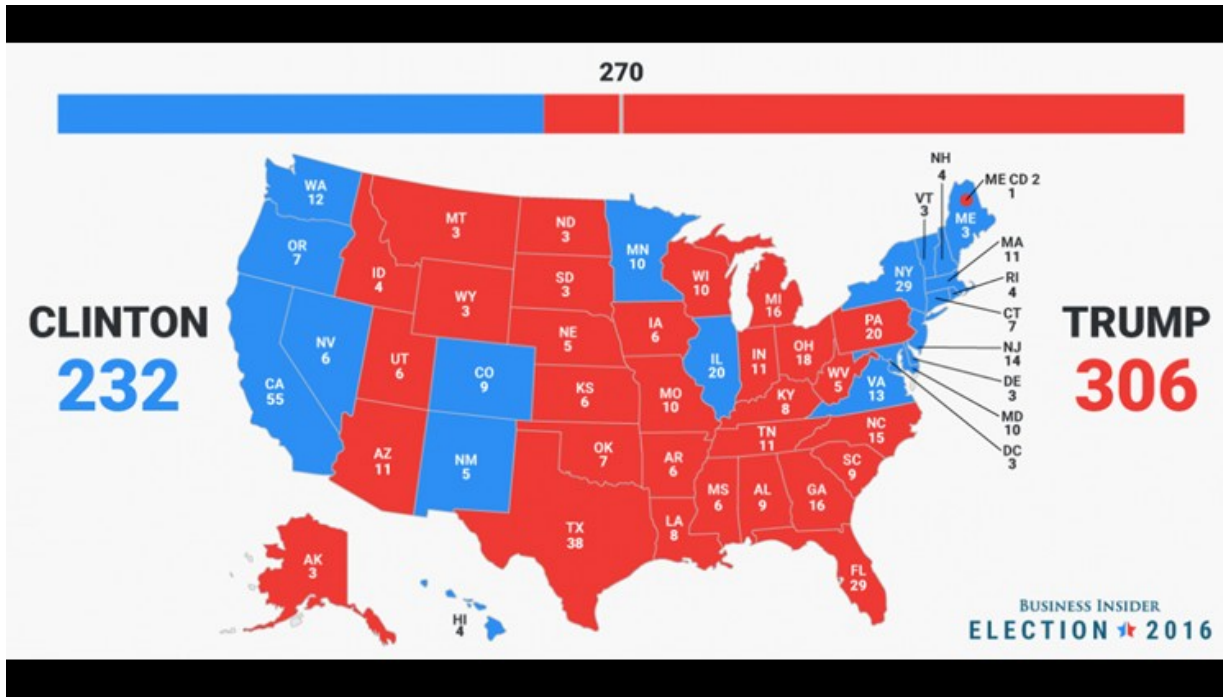 270
CLINTON
232
TRUMP
306
WA
12
OR
7
CA
55
NV
6
ID
4
MT
3
WY
3
UT
6
AZ
11
CO
9
NM
5
ND
3
SD
3
NE
5
KS
6
OK
7
TX
38
MN
10
IA
6
MO
10
AR
6
LA
8
WI
10
IL
20
MI
16
IN
11
OH
18
KY
8
TN
11
MS
6
AL
9
GA
16
FL
29
SC
9
NC
15
VA
13
WV
5
PA
20
NY
29
VT
3
NH
4
ME CD 2
1
ME
3
MA
11
RI
4
CT
7
NJ
14
DE
3
MD
10
DC
3
AK
3
HI
4
BUSINESS INSIDER
ELECTION 2016